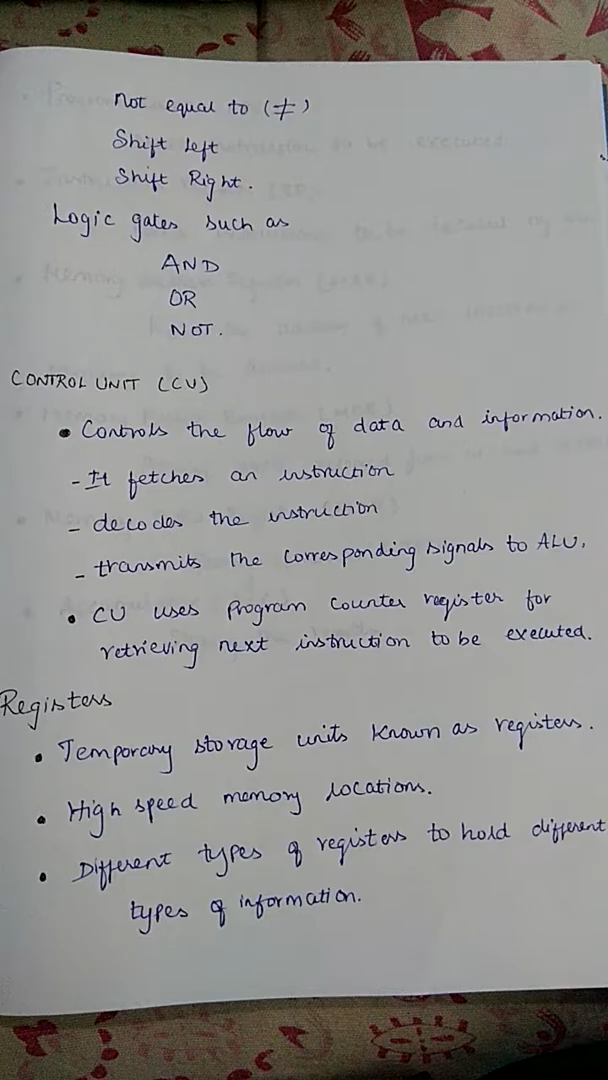 Not equal to (≠)
Shift left
Shift Right.
Logic gates such as
AND
OR
NOT.
CONTROL UNIT (CU)
• Controls the flow of data and information.
- It fetches an instruction
- decodes the instruction
- transmits the corresponding signals to ALU.
• CU uses Program Counter register for
retrieving next instruction to be executed.
Registers
• Temporary storage units known as registers.
• High speed memory locations.
• Different types of registers to hold different
types of information.